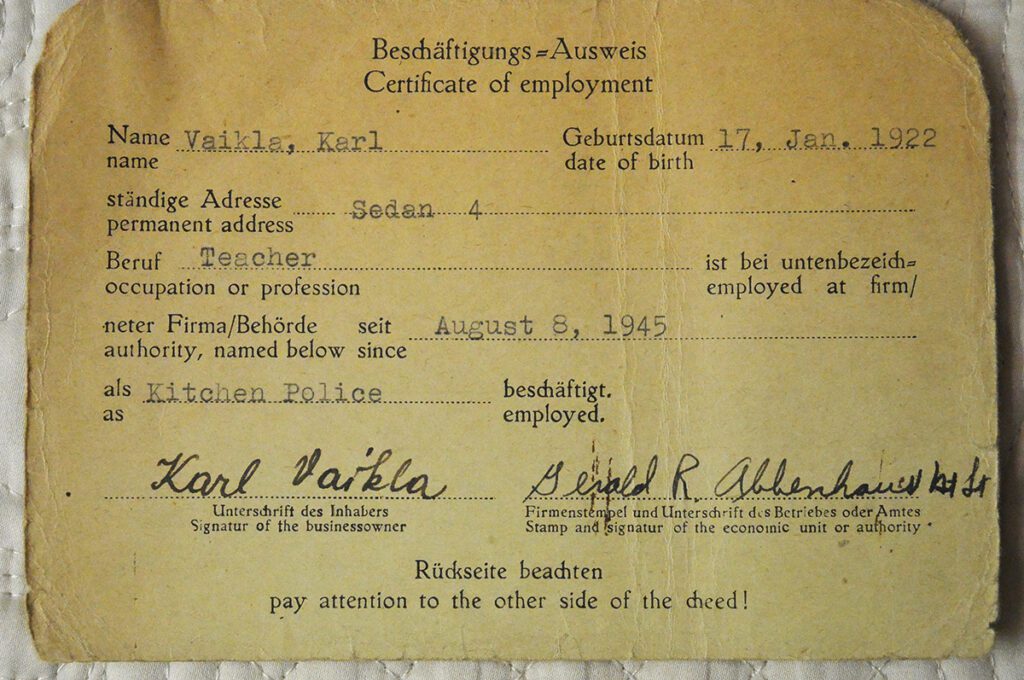 Beschäftigungs=Ausweis
Certificate of employment
Name Vaikla, Karl Geburtsdatum 17, Jan. 1922
name date of birth
ständige Adresse Sedan 4
permanent address
Beruf Teacher ist bei untenbezeich=
occupation or profession employed at firm/
neter Firma/Behörde seit August 8, 1945
authority, named below since
als Kitchen Police beschäftigt.
as employed.
Karl Vaikla Gerald R. Abbenhaus 1st Lt
Unterschrift des Inhabers Firmenstempel und Unterschrift des Betriebes oder Amtes
Signatur of the businessowner Stamp and signatur of the economic unit or authority
Rückseite beachten
pay attention to the other side of the cheed!